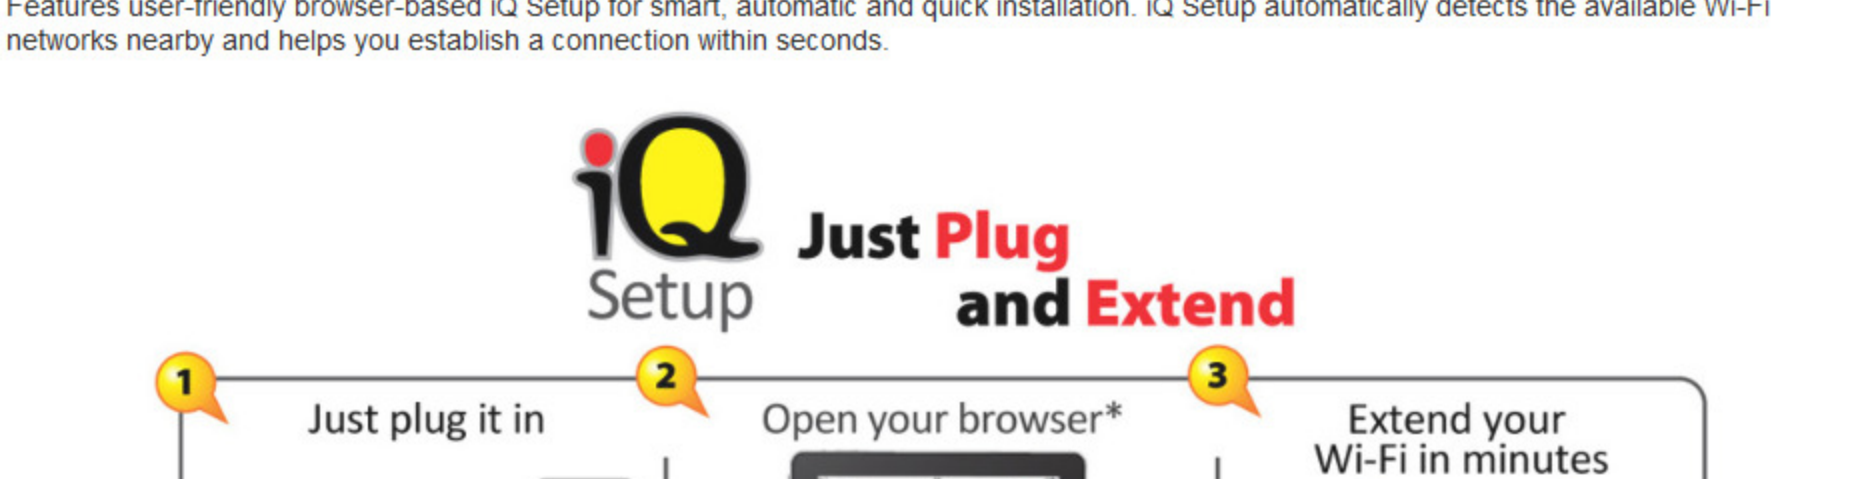 Features user-friendly browser-based iQ Setup for smart, automatic and quick installation. iQ Setup automatically detects the available Wi-Fi
networks nearby and helps you establish a connection within seconds.
iQ
Setup
Just Plug
and Extend
1
2
3
Just plug it in
Open your browser*
Extend your
Wi-Fi in minutes